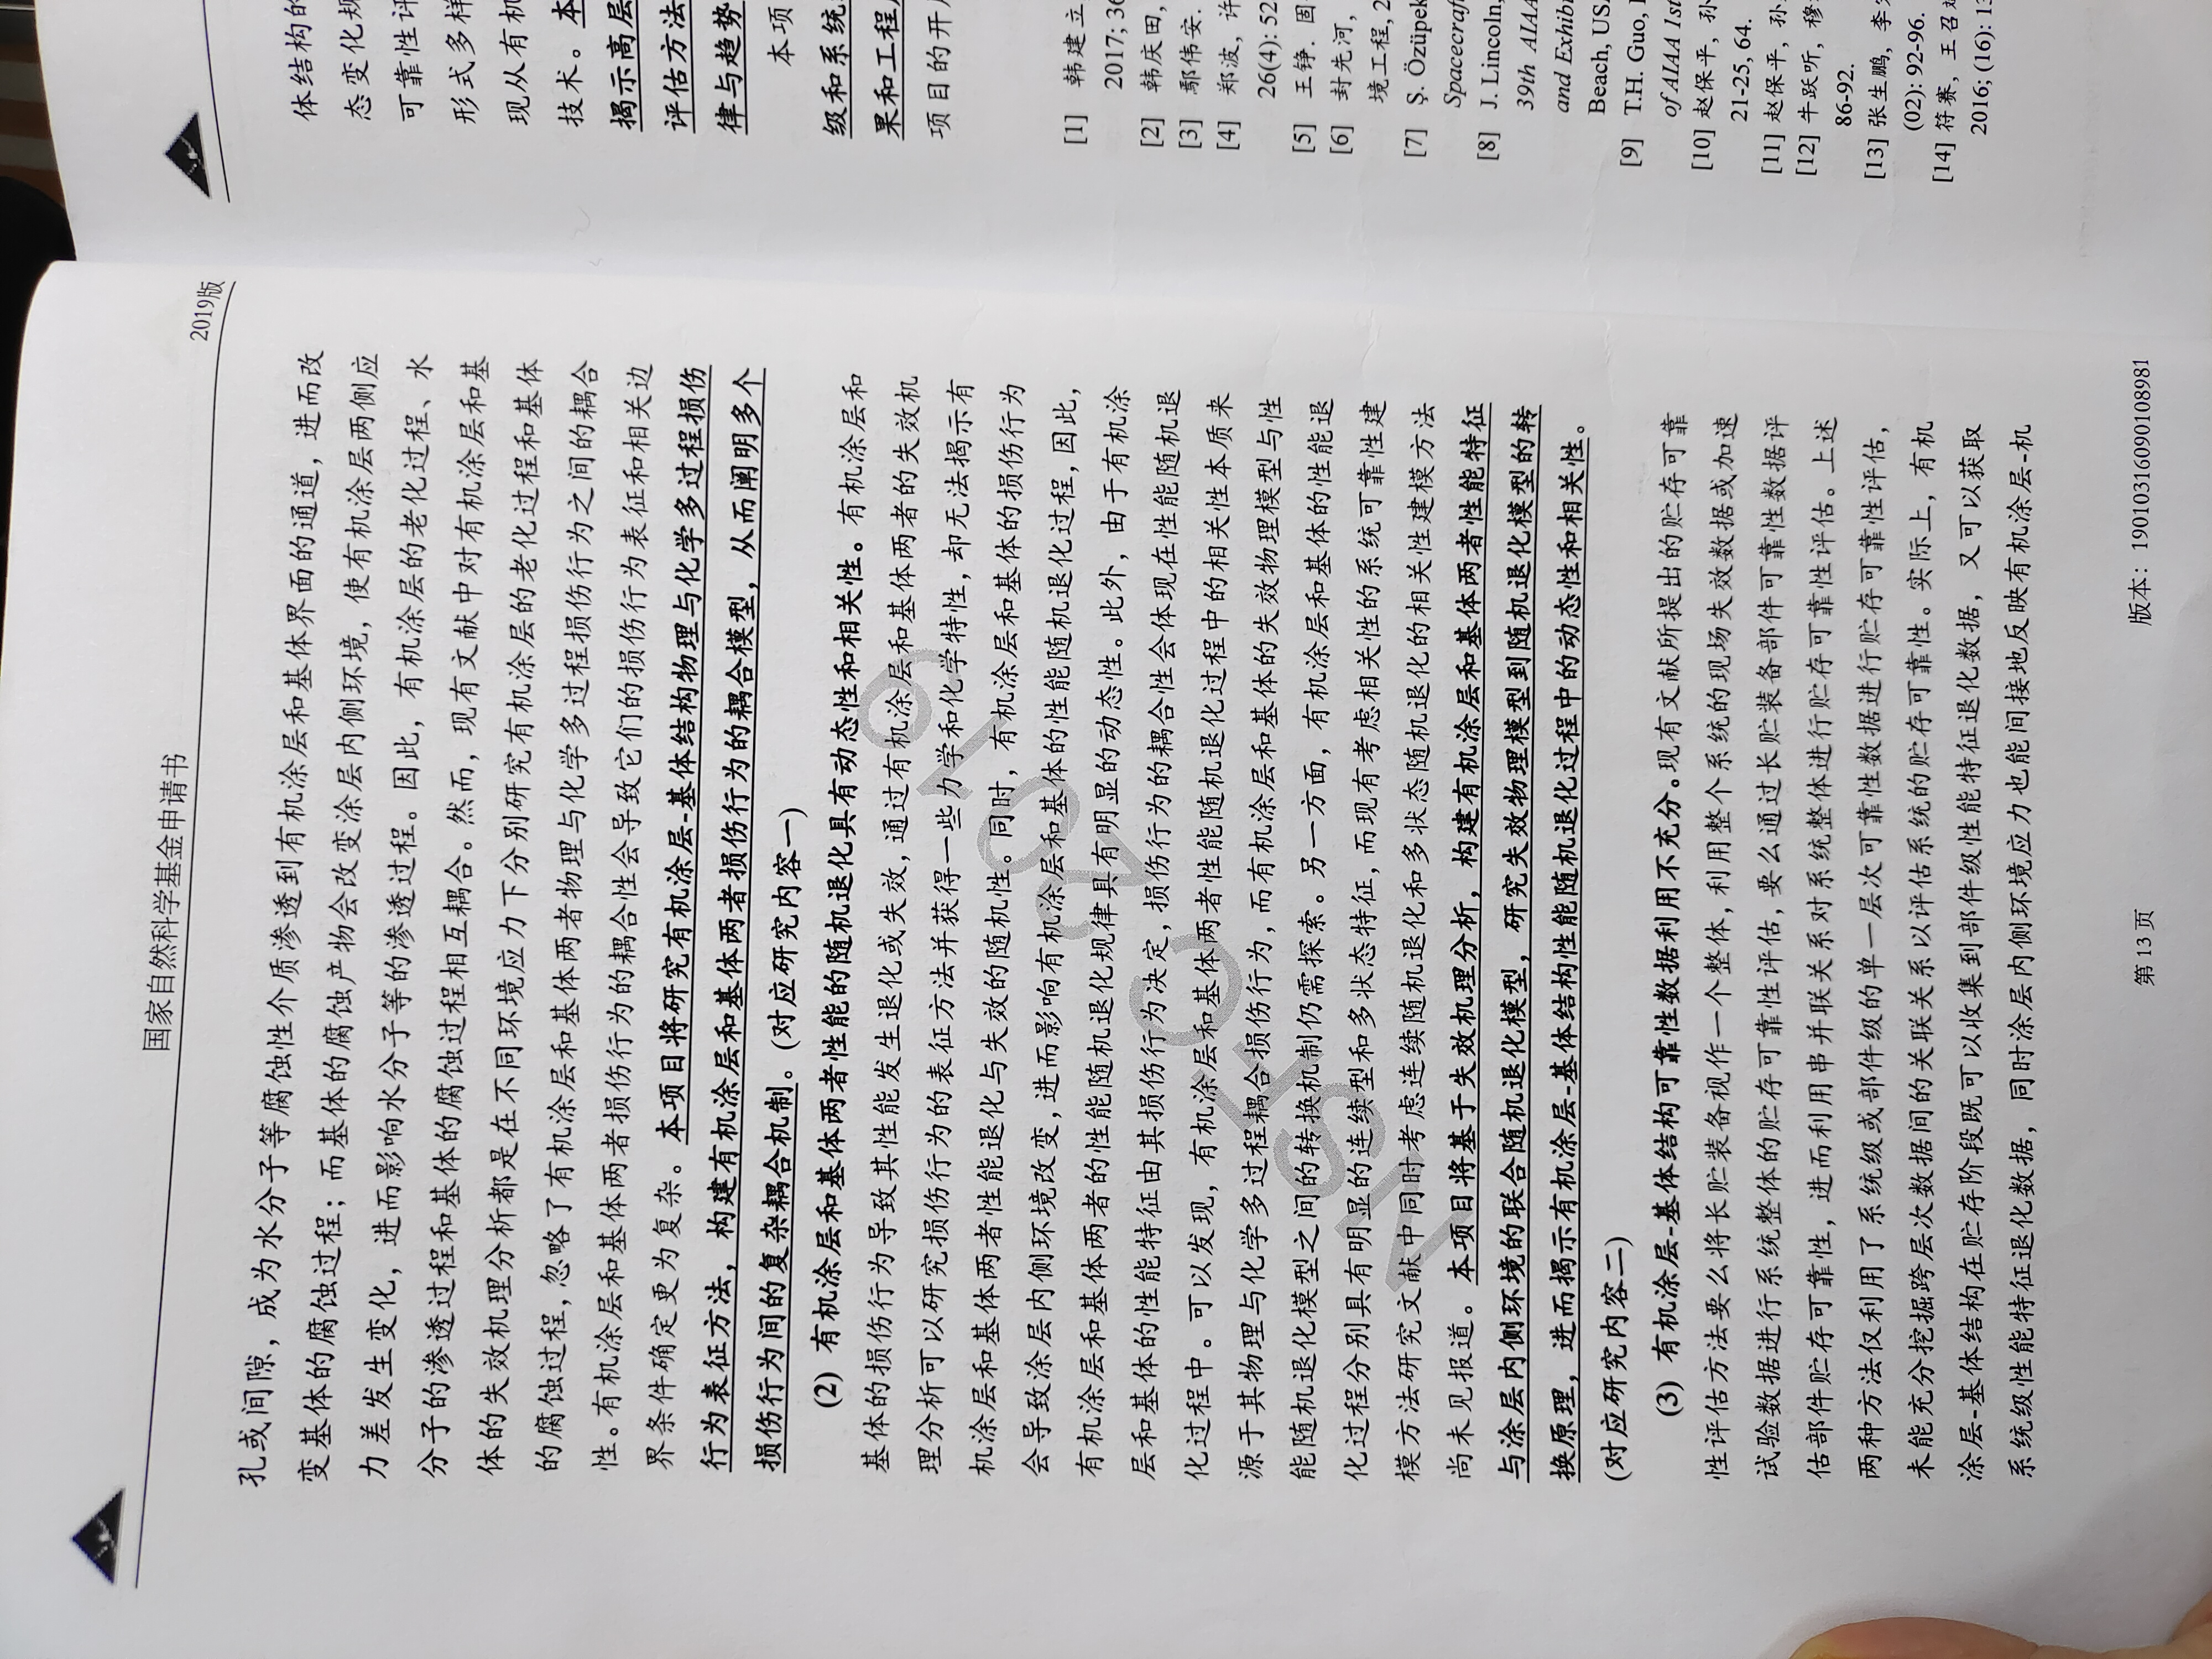 国家自然科学基金申请书
2019版
孔或间隙，成为水分子等腐蚀性介质渗透到有机涂层和基体界面的通道，进而改
变基体的腐蚀过程；而基体的腐蚀产物会改变涂层内侧环境，使有机涂层两侧应
力差发生变化，进而影响水分子等的渗透过程。因此，有机涂层的老化过程、水
分子的渗透过程和基体的腐蚀过程相互耦合。然而，现有文献中对有机涂层和基
体的失效机理分析都是在不同环境应力下分别研究有机涂层的老化过程和基体
的腐蚀过程，忽略了有机涂层和基体两者物理与化学多过程损伤行为之间的耦合
性。有机涂层和基体两者损伤行为的耦合性会导致它们的损伤行为表征和相关边
界条件确定更为复杂。本项目将研究有机涂层-基体结构物理与化学多过程损伤
行为表征方法，构建有机涂层和基体两者损伤行为的耦合模型，从而阐明多个
损伤行为间的复杂耦合机制。(对应研究内容一)
(2) 有机涂层和基体两者性能的随机退化具有动态性和相关性。有机涂层和
基体的损伤行为导致其性能发生退化或失效，通过有机涂层和基体两者的失效机
理分析可以研究损伤行为的表征方法并获得一些力学和化学特性，却无法揭示有
机涂层和基体两者性能退化与失效的随机性。同时，有机涂层和基体的损伤行为
会导致涂层内侧环境改变，进而影响有机涂层和基体的性能随机退化过程，因此，
有机涂层和基体两者的性能随机退化规律具有明显的动态性。此外，由于有机涂
层和基体的性能特征由其损伤行为决定，损伤行为的耦合性会体现在性能随机退
化过程中。可以发现，有机涂层和基体两者性能随机退化过程中的相关性本质来
源于其物理与化学多过程耦合损伤行为，而有机涂层和基体的失效物理模型与性
能随机退化模型之间的转换机制仍需探索。另一方面，有机涂层和基体的性能退
化过程分别具有明显的连续型和多状态特征，而现有考虑相关性的系统可靠性建
模方法研究文献中同时考虑连续随机退化和多状态随机退化的相关性建模方法
尚未见报道。本项目将基于失效机理分析，构建有机涂层和基体两者性能特征
与涂层内侧环境的联合随机退化模型，研究失效物理模型到随机退化模型的转
换原理，进而揭示有机涂层-基体结构性能随机退化过程中的动态性和相关性。
(对应研究内容二)
(3) 有机涂层-基体结构可靠性数据利用不充分。现有文献所提出的贮存可靠
性评估方法要么将长贮装备视作一个整体，利用整个系统的现场失效数据或加速
试验数据进行系统整体的贮存可靠性评估，要么通过长贮装备部件可靠性数据评
估部件贮存可靠性，进而利用串并联关系对系统整体进行贮存可靠性评估。上述
两种方法仅利用了系统级或部件级的单一层次可靠性数据进行贮存可靠性评估，
未能充分挖掘跨层次数据间的关联关系以评估系统的贮存可靠性。实际上，有机
涂层-基体结构在贮存阶段既可以收集到部件级性能特征退化数据，又可以获取
系统级性能特征退化数据，同时涂层内侧环境应力也能间接地反映有机涂层-机
NSFC 2019
第 13 页
版本：19010316090108981
体结构的
态变化规
可靠性评
形式多样
现从有机
技术。本
揭示高层
评估方法
律与趋势
本项
级和系统
果和工程
项目的开
[1] 韩建立
2017; 36
[2] 韩庆田,
[3] 鄢伟安.
[4] 郑波, 许
26(4): 52
[5] 王铮. 固
[6] 封先河,
境工程, 2
[7] Ş. Özüpek
Spacecraf
[8] J. Lincoln,
39th AIAA
and Exhibi
Beach, US
[9] T.H. Guo,
of AIAA 1st
[10] 赵保平, 孙
21-25, 64.
[11] 赵保平, 孙
[12] 牛跃听, 穆
86-92.
[13] 张生鹏, 李
(02): 92-96.
[14] 符赛, 王召
2016; (16): 13